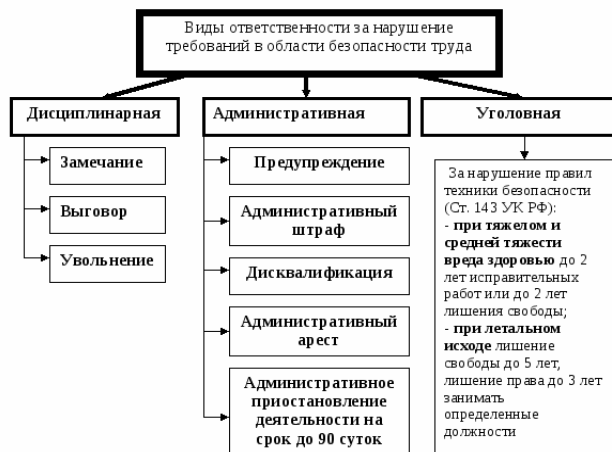 Виды ответственности за нарушение
требований в области безопасности труда
Дисциплинарная
Замечание
Выговор
Увольнение
Административная
Предупреждение
Административный
штраф
Дисквалификация
Административный
арест
Административное
приостановление
деятельности на
срок до 90 суток
Уголовная
За нарушение правил
техники безопасности
(Ст. 143 УК РФ):
- при тяжелом и
средней тяжести
вреда здоровью до 2
лет исправительных
работ или до 2 лет
лишения свободы;
- при летальном
исходе лишение
свободы до 5 лет,
лишение права до 3 лет
занимать
определенные
должности